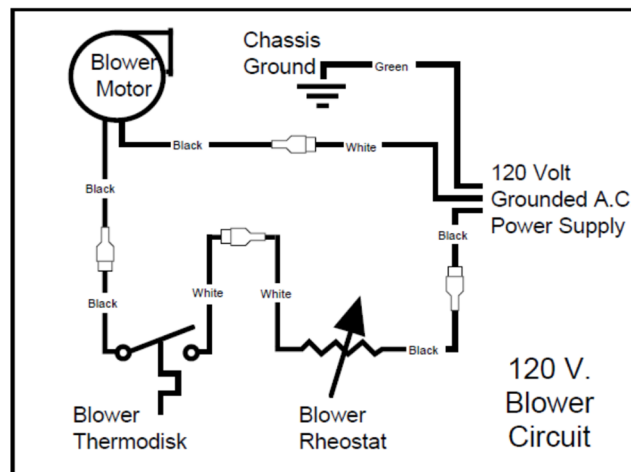 Blower
Motor
Chassis
Ground
Green
Black
White
120 Volt
Grounded A.C
Power Supply
Black
Black
Black
White
White
Black
Black
Blower
Thermodisk
Blower
Rheostat
120 V.
Blower
Circuit